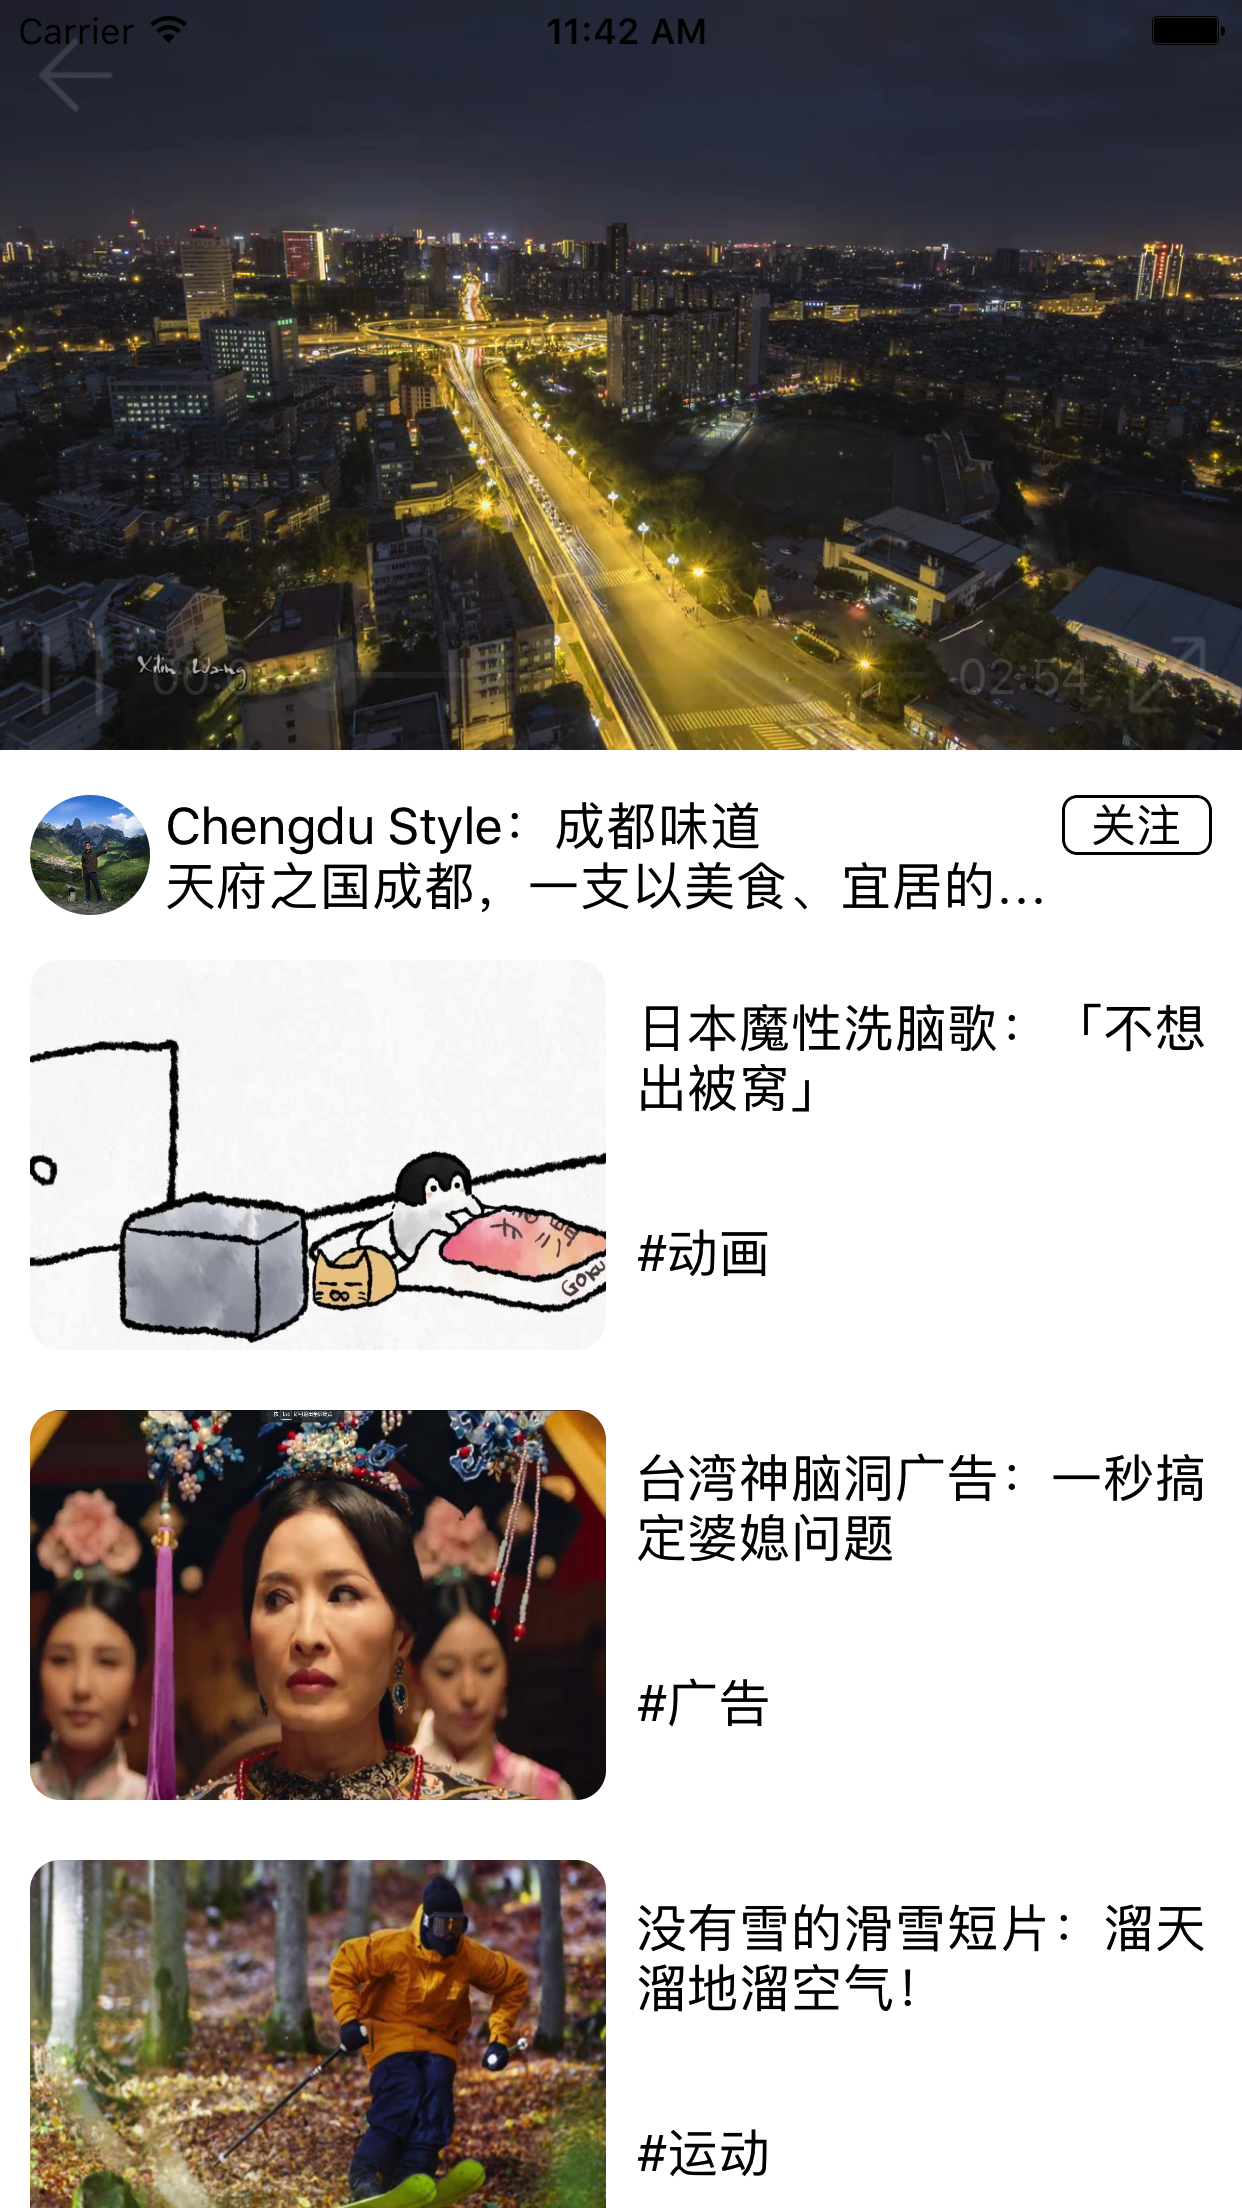 Carrier 11:42 AM
Xilin Wang
02:54
Chengdu Style：成都味道
关注
天府之国成都，一支以美食、宜居的...
日本魔性洗脑歌：「不想
出被窝」
#动画
GOKU
台湾神脑洞广告：一秒搞
定婆媳问题
#广告
没有雪的滑雪短片：溜天
溜地溜空气！
#运动